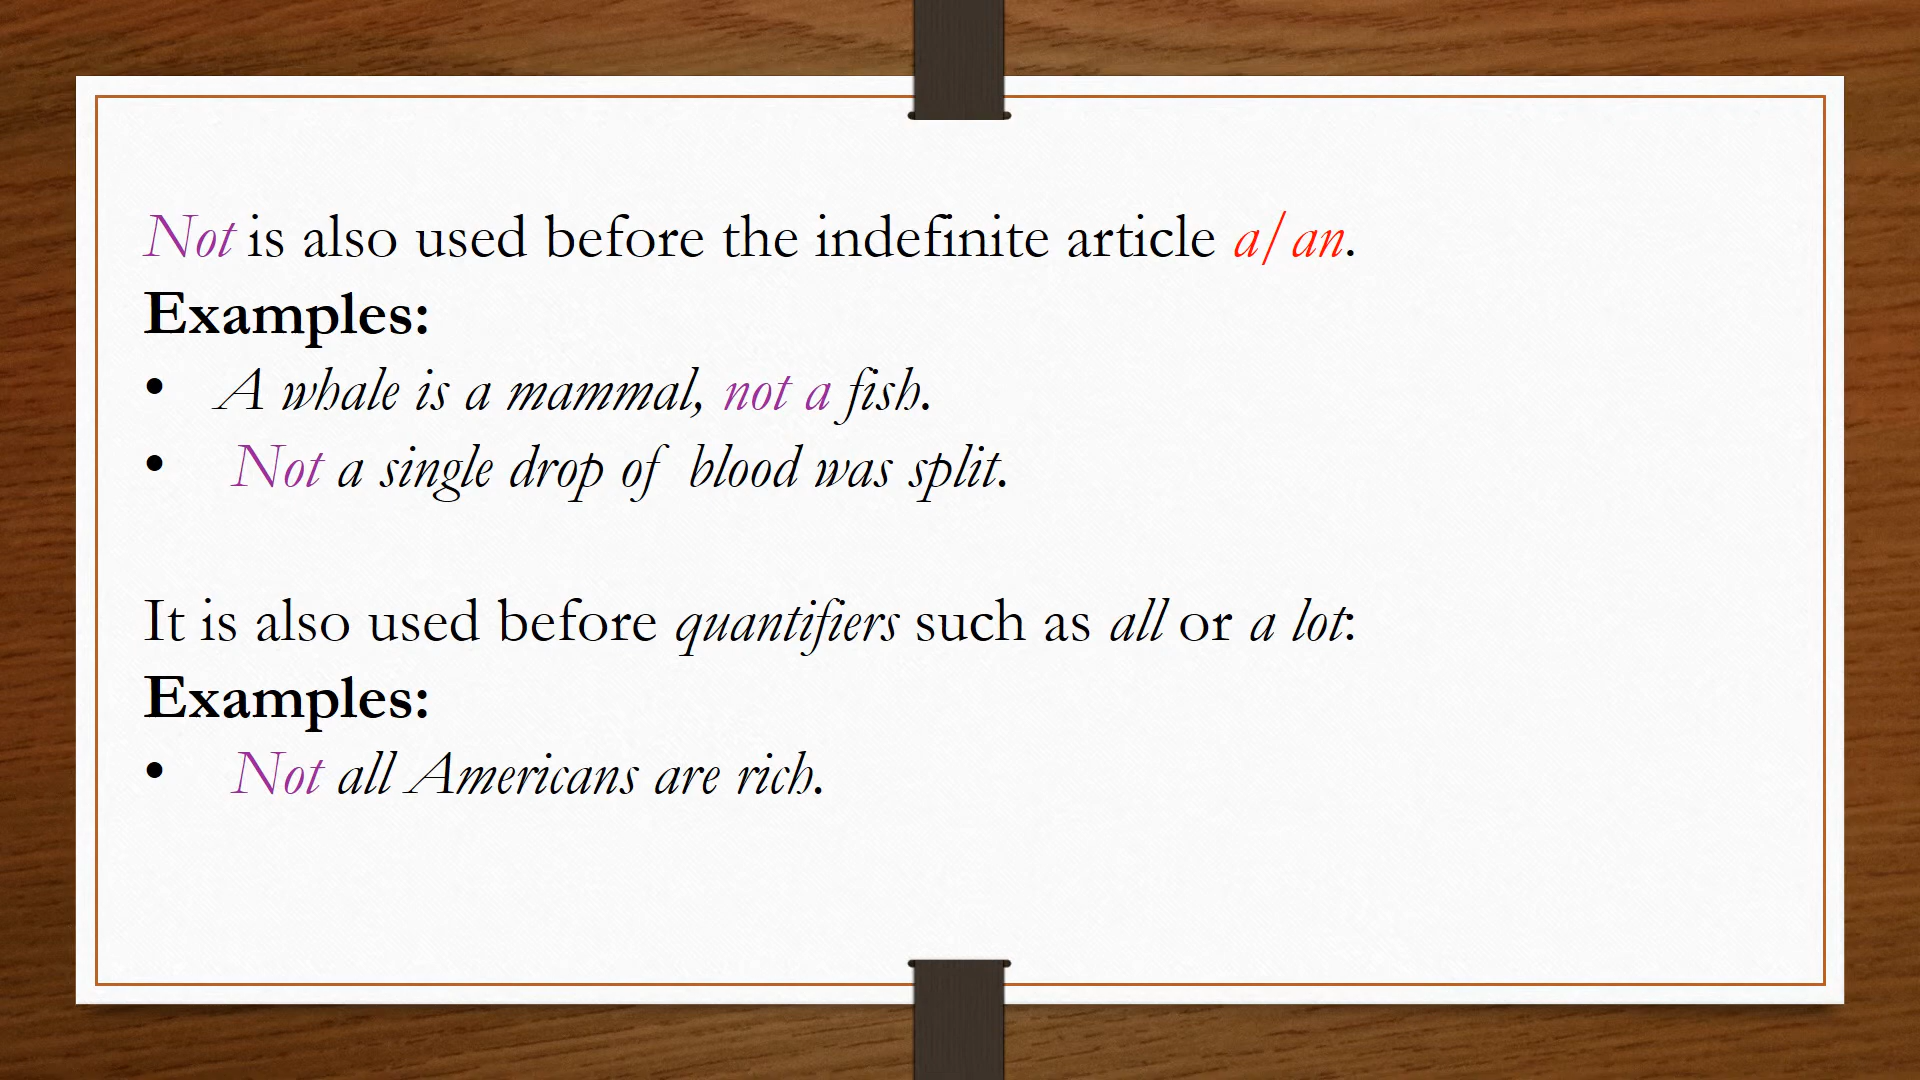 Not is also used before the indefinite article a/an.
Examples:
• A whale is a mammal, not a fish.
• Not a single drop of blood was split.
It is also used before quantifiers such as all or a lot:
Examples:
• Not all Americans are rich.